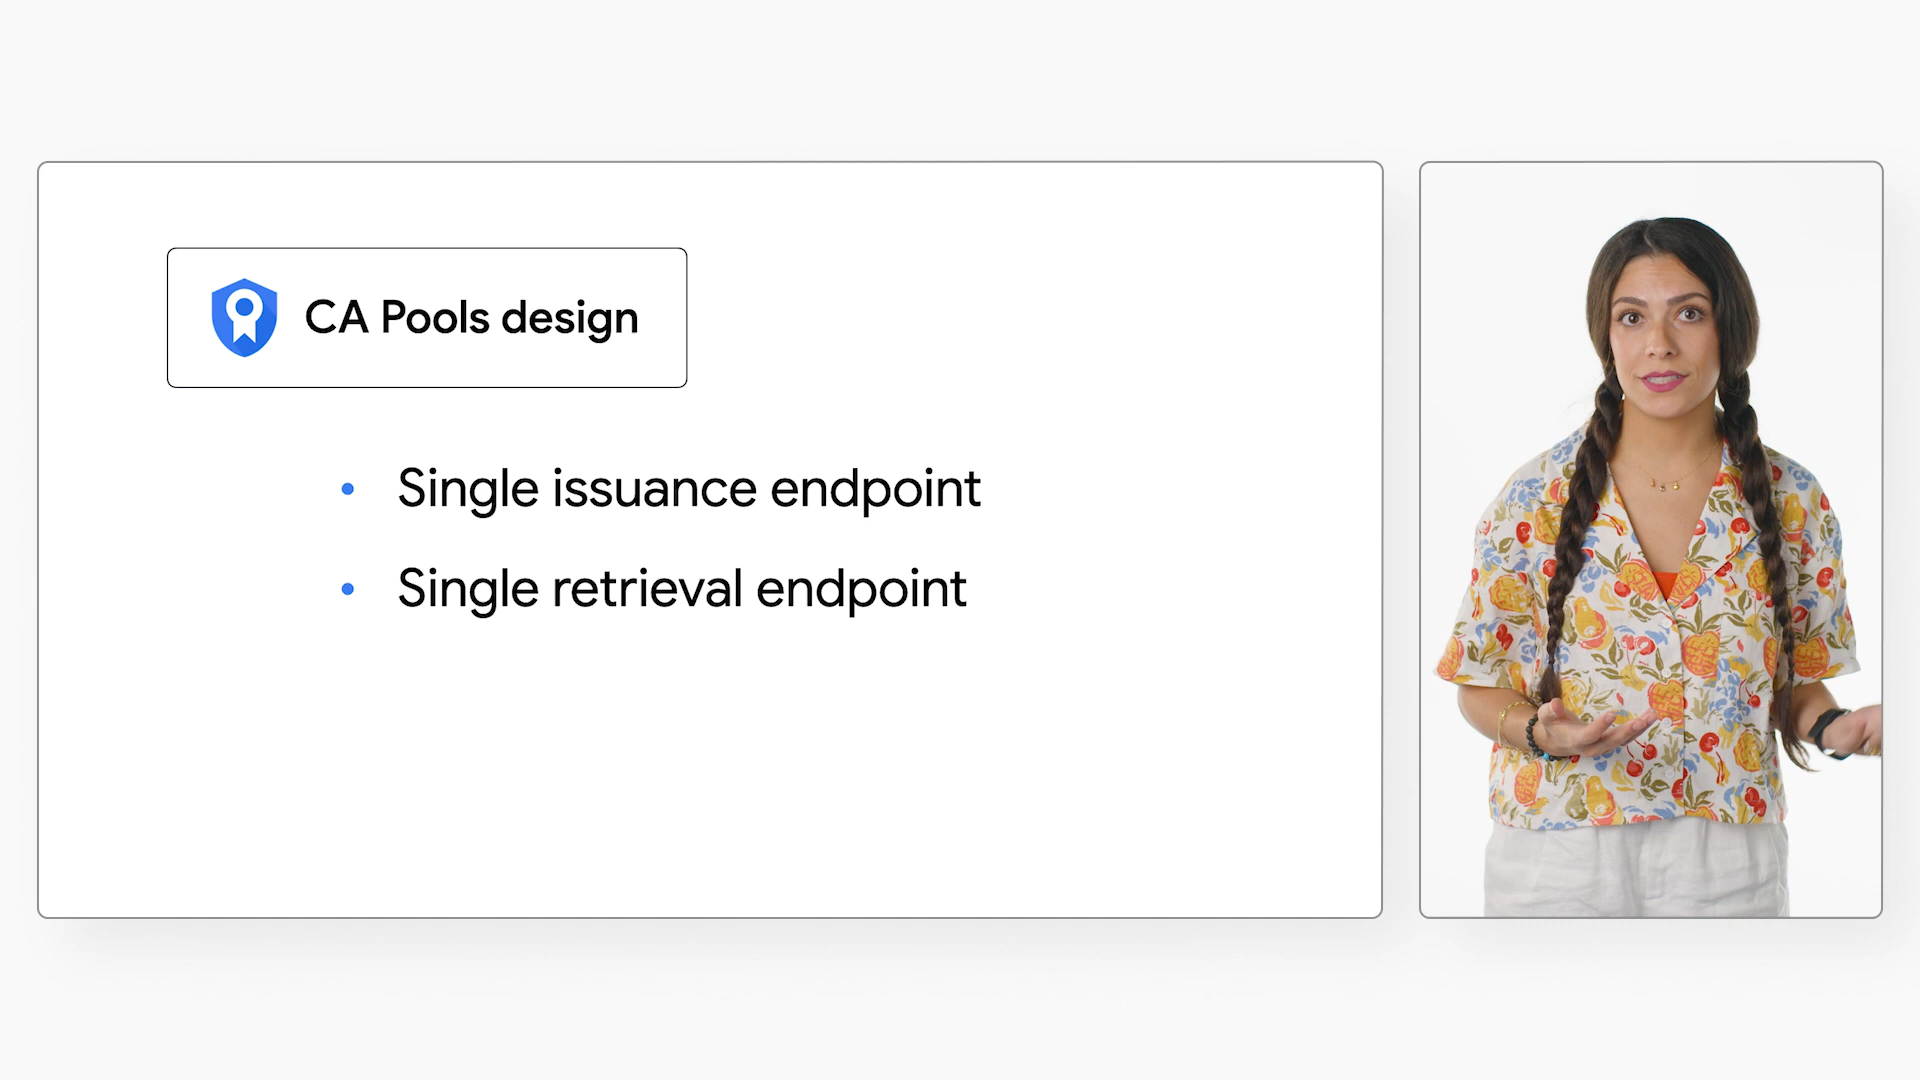 CA Pools design
Single issuance endpoint
Single retrieval endpoint